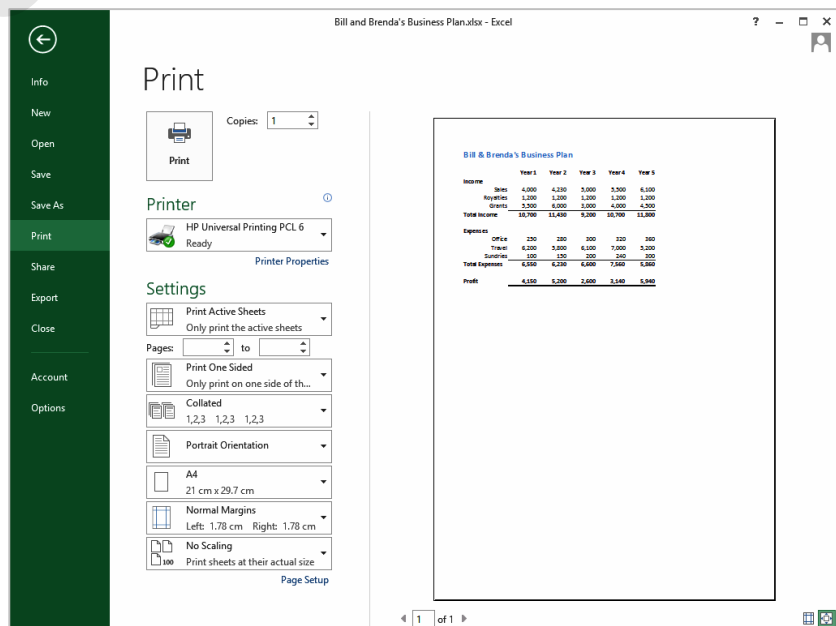 Bill and Brenda's Business Plan.xlsx - Excel
?
Info
New
Open
Save
Save As
Print
Share
Export
Close
Account
Options
Print
Print
Copies: 1
Printer
HP Universal Printing PCL 6
Ready
Printer Properties
Settings
Print Active Sheets
Only print the active sheets
Pages: to
Print One Sided
Only print on one side of th...
Collated
1,2,3 1,2,3 1,2,3
Portrait Orientation
A4
21 cm x 29.7 cm
Normal Margins
Left: 1.78 cm Right: 1.78 cm
No Scaling
100
Print sheets at their actual size
Page Setup
Bill & Brenda's Business Plan
Year 1 Year 2 Year 3 Year 4 Year 5
Income
Sales 4,000 4,230 5,000 5,500 6,100
Royalties 1,200 1,200 1,200 1,200 1,200
Grants 5,500 6,000 3,000 4,000 4,500
Total Income 10,700 11,430 9,200 10,700 11,800
Expenses
Office 250 280 300 320 360
Travel 6,200 5,800 6,100 7,000 5,200
Sundries 100 150 200 240 300
Total Expenses 6,550 6,230 6,600 7,560 5,860
Profit 4,150 5,200 2,600 3,140 5,940
1 of 1